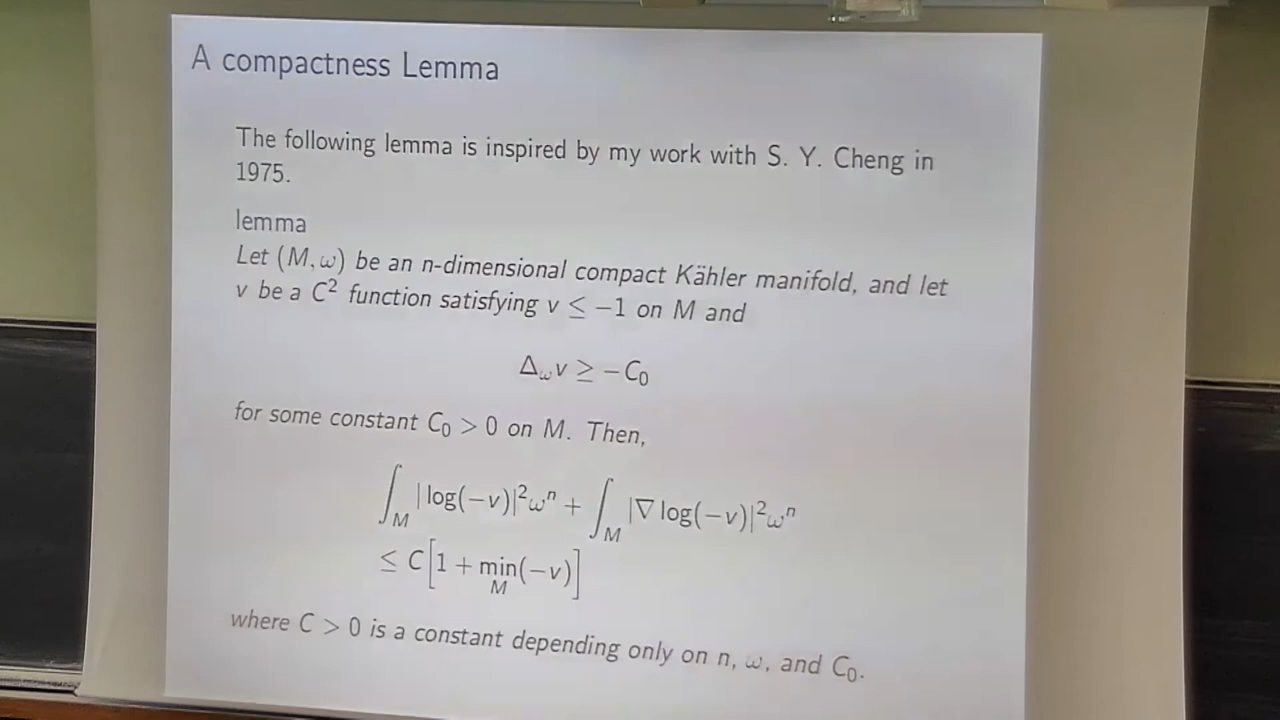 A compactness Lemma
The following lemma is inspired by my work with S. Y. Cheng in
1975.
lemma
Let (M, ω) be an n-dimensional compact Kähler manifold, and let
v be a C² function satisfying v ≤ −1 on M and
Δ_ω v ≥ −C₀
for some constant C₀ > 0 on M. Then,
∫_M |log(−v)|²ωⁿ + ∫_M |∇ log(−v)|²ωⁿ
≤ C[1 + min_M(−v)]
where C > 0 is a constant depending only on n, ω, and C₀.